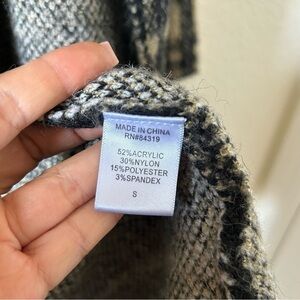 MADE IN CHINA
RN#84319
52%ACRYLIC
30%NYLON
15%POLYESTER
3%SPANDEX
S